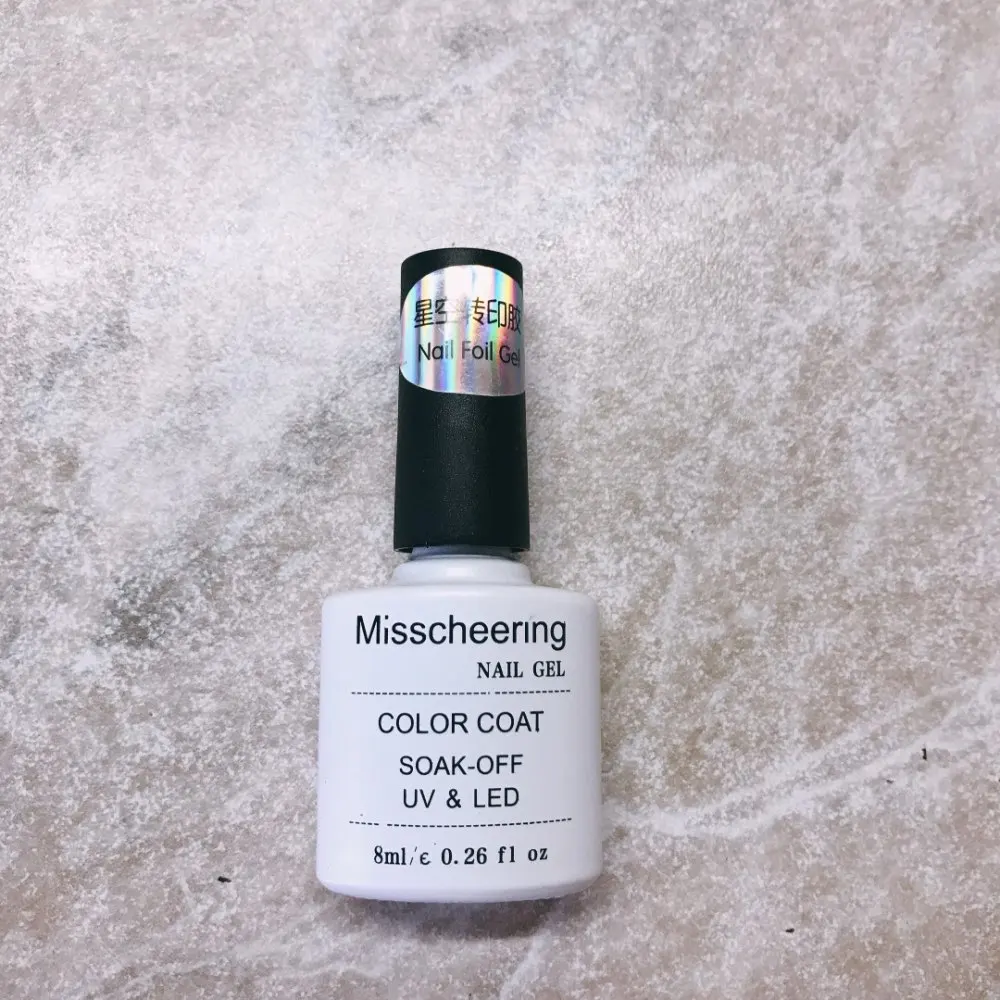 星空转印胶
Nail Foil Gel
Misscheering
NAIL GEL
COLOR COAT
SOAK-OFF
UV & LED
8ml/e 0.26 fl oz